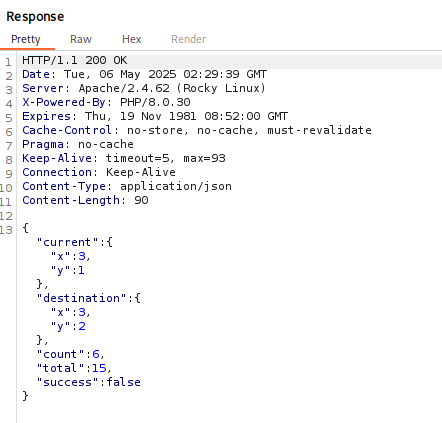 Response
Pretty Raw Hex Render
1 HTTP/1.1 200 OK
2 Date: Tue, 06 May 2025 02:29:39 GMT
3 Server: Apache/2.4.62 (Rocky Linux)
4 X-Powered-By: PHP/8.0.30
5 Expires: Thu, 19 Nov 1981 08:52:00 GMT
6 Cache-Control: no-store, no-cache, must-revalidate
7 Pragma: no-cache
8 Keep-Alive: timeout=5, max=93
9 Connection: Keep-Alive
10 Content-Type: application/json
11 Content-Length: 90
12
13 {
"current":{
"x":3,
"y":1
},
"destination":{
"x":3,
"y":2
},
"count":6,
"total":15,
"success":false
}